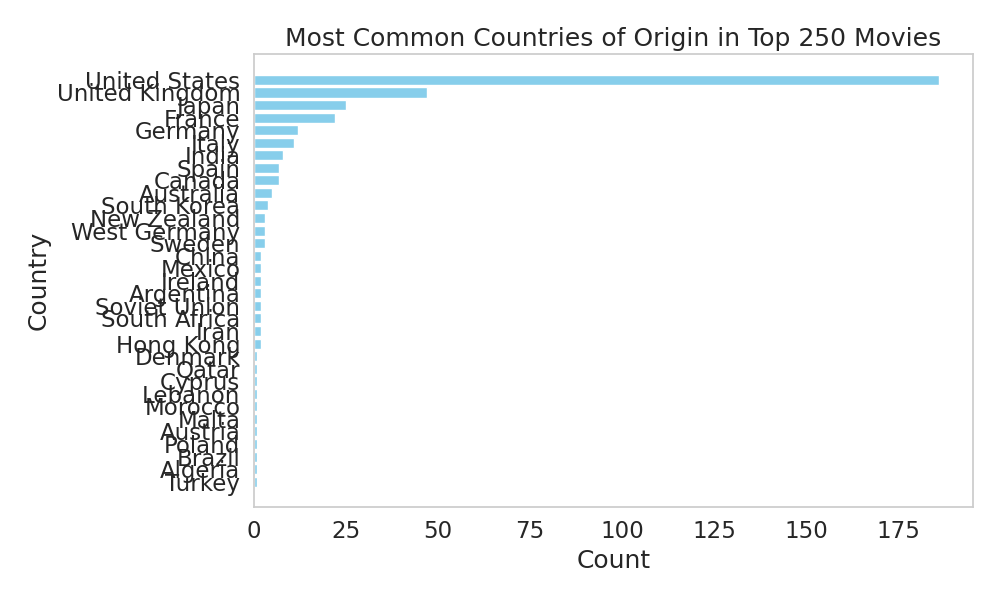 Most Common Countries of Origin in Top 250 Movies
United States
United Kingdom
Japan
France
Germany
Italy
India
Spain
Canada
Australia
South Korea
New Zealand
West Germany
Sweden
China
Mexico
Ireland
Argentina
Soviet Union
South Africa
Iran
Hong Kong
Denmark
Qatar
Cyprus
Lebanon
Morocco
Malta
Austria
Poland
Brazil
Algeria
Turkey
Country
0 25 50 75 100 125 150 175
Count